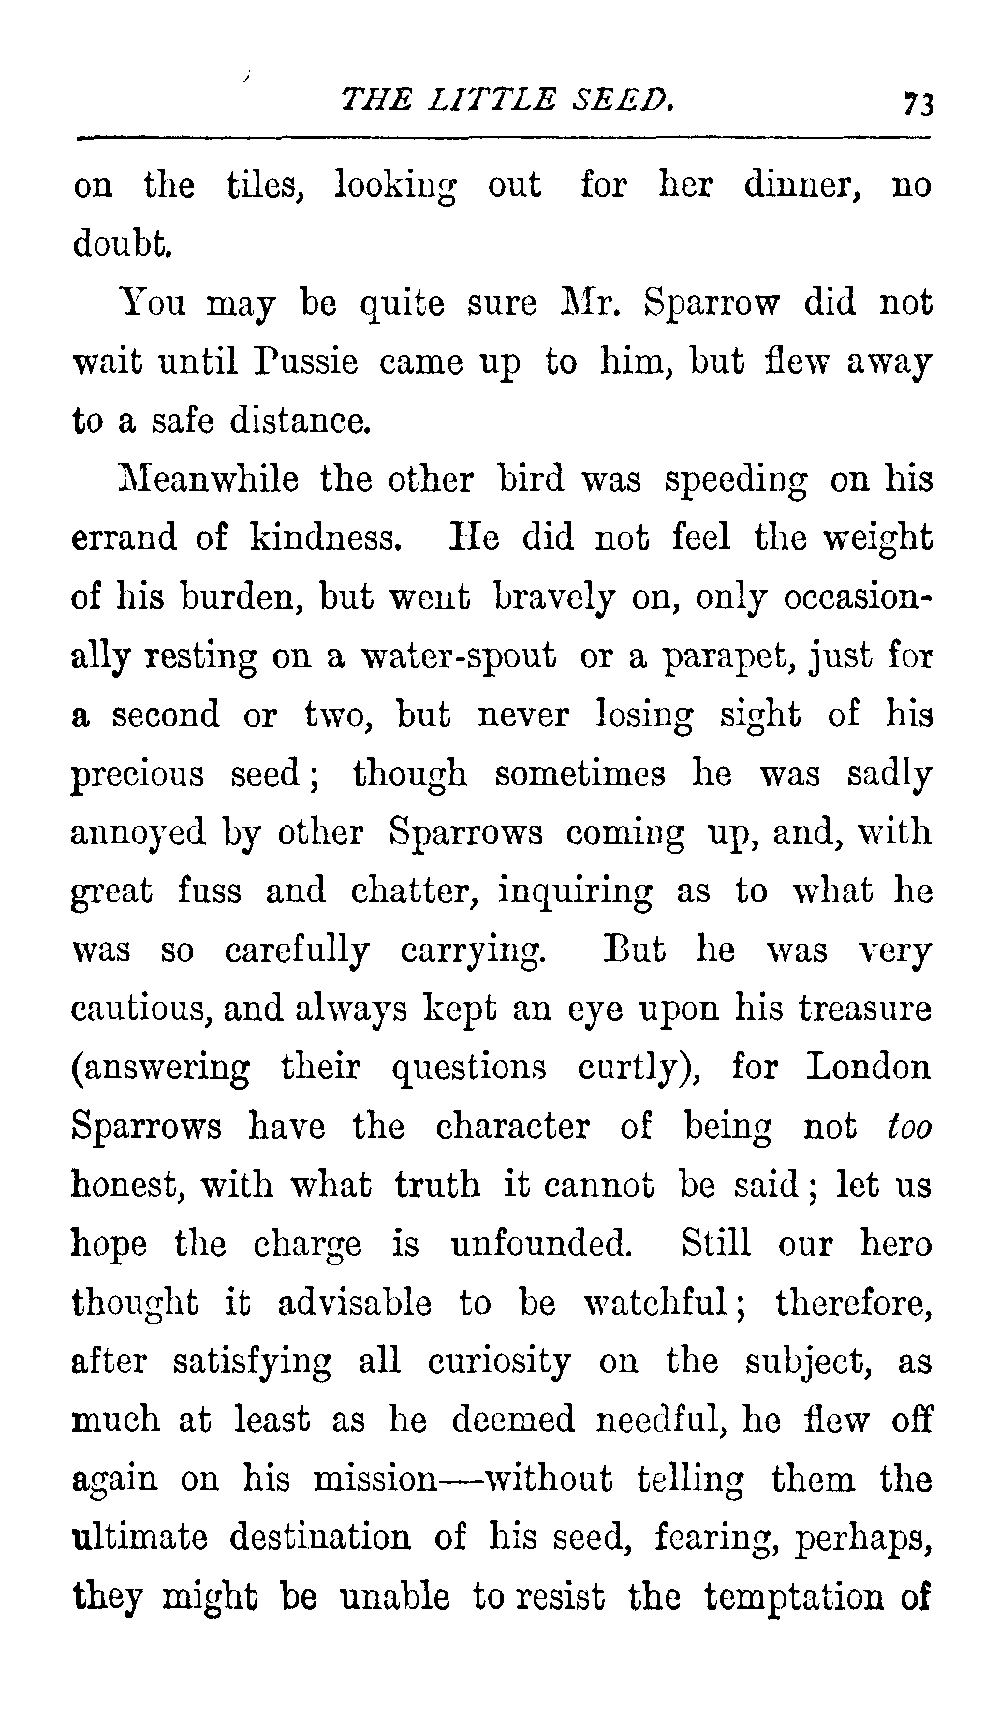 THE LITTLE SEED. 73
on the tiles, looking out for her dinner, no
doubt.
You may be quite sure Mr. Sparrow did not
wait until Pussie came up to him, but flew away
to a safe distance.
Meanwhile the other bird was speeding on his
errand of kindness. He did not feel the weight
of his burden, but went bravely on, only occasion-
ally resting on a water-spout or a parapet, just for
a second or two, but never losing sight of his
precious seed; though sometimes he was sadly
annoyed by other Sparrows coming up, and, with
great fuss and chatter, inquiring as to what he
was so carefully carrying. But he was very
cautious, and always kept an eye upon his treasure
(answering their questions curtly), for London
Sparrows have the character of being not too
honest, with what truth it cannot be said; let us
hope the charge is unfounded. Still our hero
thought it advisable to be watchful; therefore,
after satisfying all curiosity on the subject, as
much at least as he deemed needful, he flew off
again on his mission—without telling them the
ultimate destination of his seed, fearing, perhaps,
they might be unable to resist the temptation of